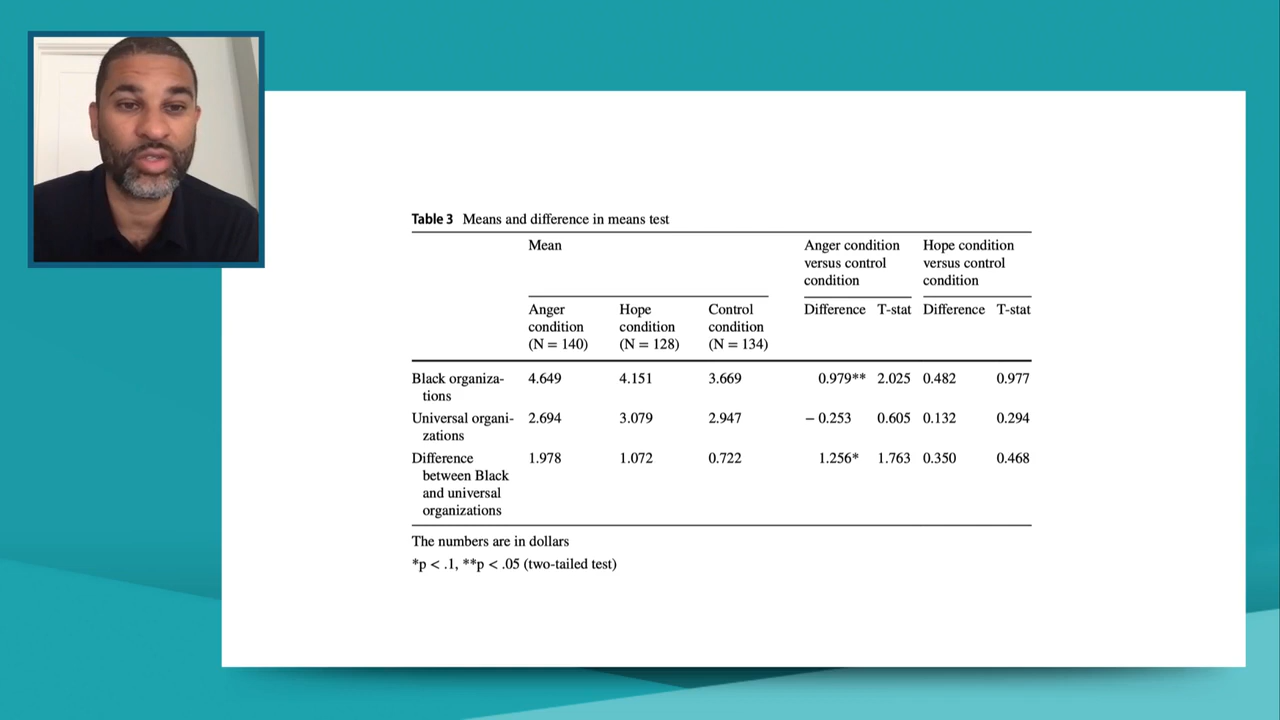 Table 3 Means and difference in means test
Mean Anger condition Hope condition
versus control versus control
condition condition
Anger Hope Control Difference T-stat Difference T-stat
condition condition condition
(N = 140) (N = 128) (N = 134)
Black organiza- 4.649 4.151 3.669 0.979** 2.025 0.482 0.977
tions
Universal organi- 2.694 3.079 2.947 – 0.253 0.605 0.132 0.294
zations
Difference 1.978 1.072 0.722 1.256* 1.763 0.350 0.468
between Black
and universal
organizations
The numbers are in dollars
*p < .1, **p < .05 (two-tailed test)